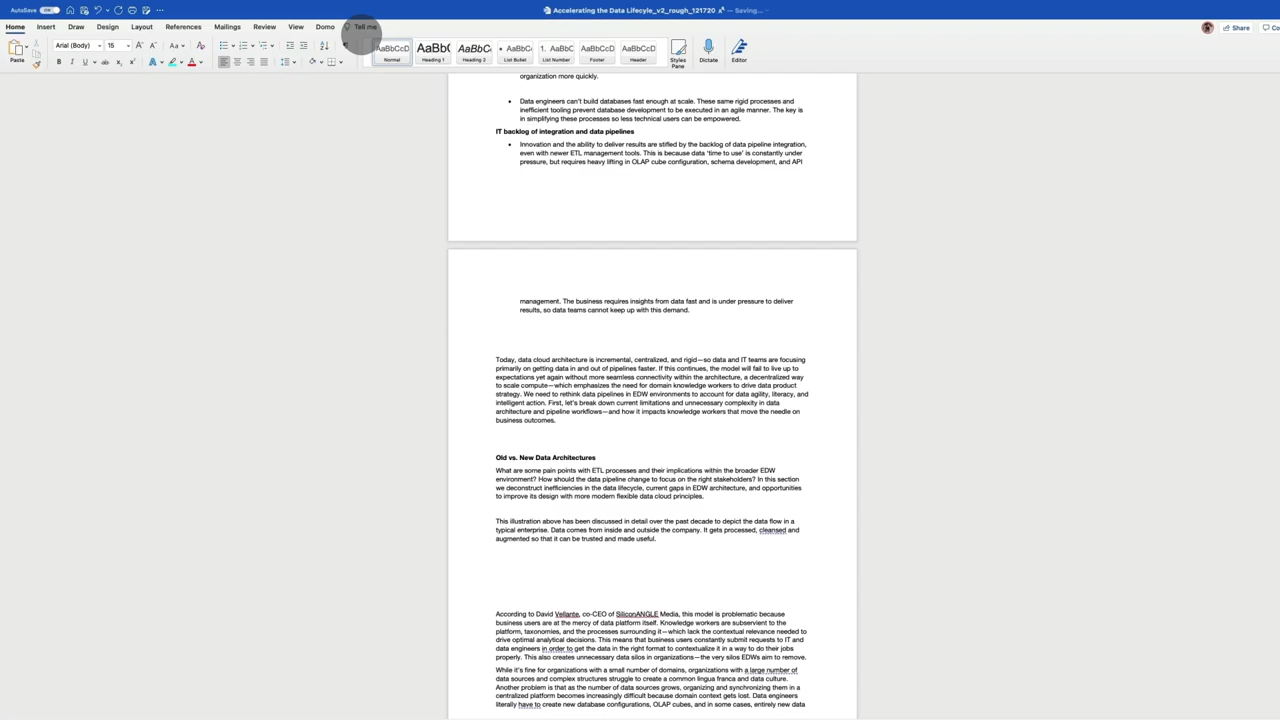 AutoSave ON Accelerating the Data Lifecyle_v2_rough_121720 — Saving...
Home Insert Draw Design Layout References Mailings Review View Domo Tell me Share Co
Paste Arial (Body) 15 AaBbCcD AaBb( AaBbC AaBbC 1. AaBbC AaBbCcD AaBbCcD
Normal Heading 1 Heading 2 List Bullet List Number Footer Header Styles Pane Dictate Editor
organization more quickly.
• Data engineers can't build databases fast enough at scale. These same rigid processes and
inefficient tooling prevent database development to be executed in an agile manner. The key is
in simplifying these processes so less technical users can be empowered.
IT backlog of integration and data pipelines
• Innovation and the ability to deliver results are stifled by the backlog of data pipeline integration,
even with newer ETL management tools. This is because data 'time to use' is constantly under
pressure, but requires heavy lifting in OLAP cube configuration, schema development, and API
management. The business requires insights from data fast and is under pressure to deliver
results, so data teams cannot keep up with this demand.
Today, data cloud architecture is incremental, centralized, and rigid—so data and IT teams are focusing
primarily on getting data in and out of pipelines faster. If this continues, the model will fail to live up to
expectations yet again without more seamless connectivity within the architecture, a decentralized way
to scale compute—which emphasizes the need for domain knowledge workers to drive data product
strategy. We need to rethink data pipelines in EDW environments to account for data agility, literacy, and
intelligent action. First, let's break down current limitations and unnecessary complexity in data
architecture and pipeline workflows—and how it impacts knowledge workers that move the needle on
business outcomes.
Old vs. New Data Architectures
What are some pain points with ETL processes and their implications within the broader EDW
environment? How should the data pipeline change to focus on the right stakeholders? In this section
we deconstruct inefficiencies in the data lifecycle, current gaps in EDW architecture, and opportunities
to improve its design with more modern flexible data cloud principles.
This illustration above has been discussed in detail over the past decade to depict the data flow in a
typical enterprise. Data comes from inside and outside the company. It gets processed, cleansed and
augmented so that it can be trusted and made useful.
According to David Vellante, co-CEO of SiliconANGLE Media, this model is problematic because
business users are at the mercy of data platform itself. Knowledge workers are subservient to the
platform, taxonomies, and the processes surrounding it—which lack the contextual relevance needed to
drive optimal analytical decisions. This means that business users constantly submit requests to IT and
data engineers in order to get the data in the right format to contextualize it in a way to do their jobs
properly. This also creates unnecessary data silos in organizations—the very silos EDWs aim to remove.
While it's fine for organizations with a small number of domains, organizations with a large number of
data sources and complex structures struggle to create a common lingua franca and data culture.
Another problem is that as the number of data sources grows, organizing and synchronizing them in a
centralized platform becomes increasingly difficult because domain context gets lost. Data engineers
literally have to create new database configurations, OLAP cubes, and in some cases, entirely new data